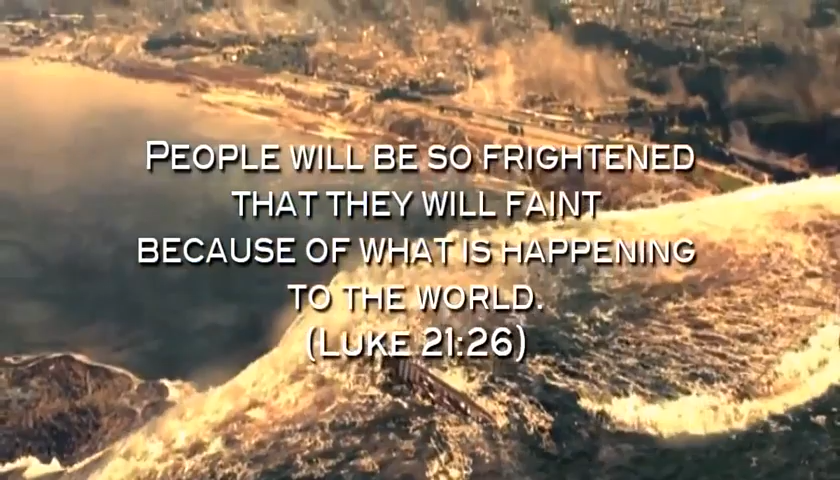 PEOPLE WILL BE SO FRIGHTENED
THAT THEY WILL FAINT
BECAUSE OF WHAT IS HAPPENING
TO THE WORLD.
(LUKE 21:26)